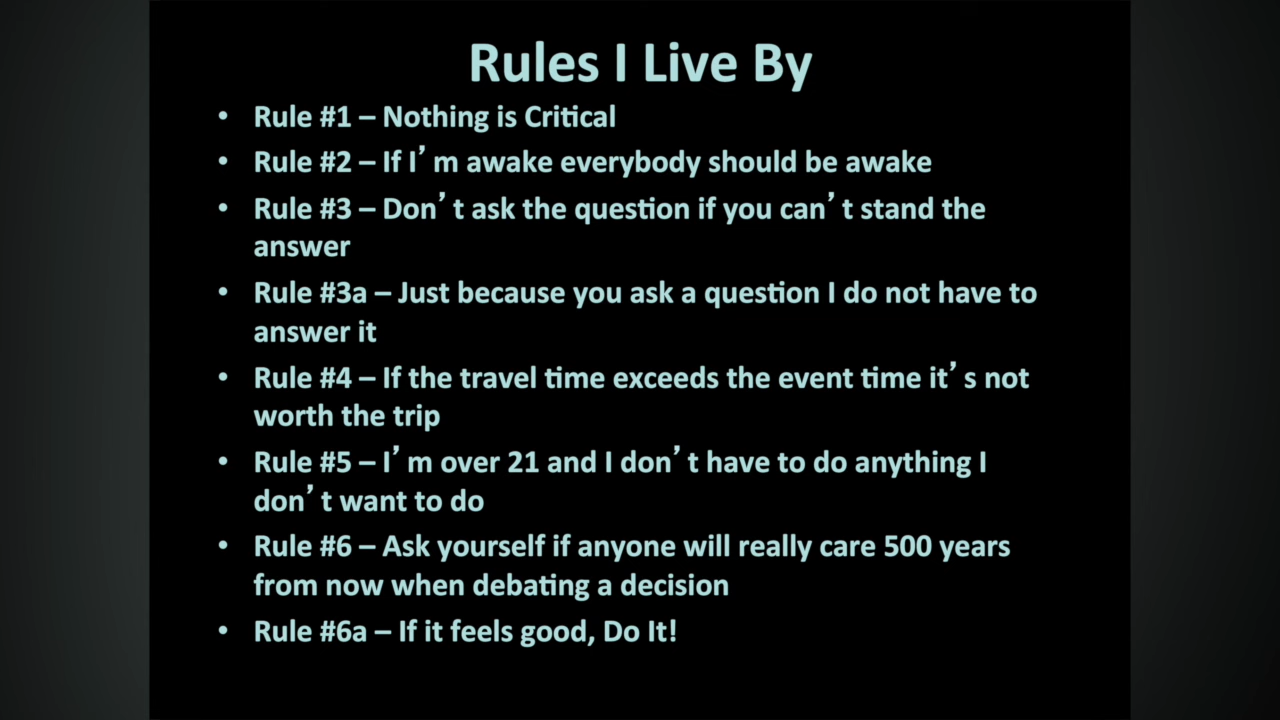 Rules I Live By
• Rule #1 – Nothing is Critical
• Rule #2 – If I’m awake everybody should be awake
• Rule #3 – Don’t ask the question if you can’t stand the
answer
• Rule #3a – Just because you ask a question I do not have to
answer it
• Rule #4 – If the travel time exceeds the event time it’s not
worth the trip
• Rule #5 – I’m over 21 and I don’t have to do anything I
don’t want to do
• Rule #6 – Ask yourself if anyone will really care 500 years
from now when debating a decision
• Rule #6a – If it feels good, Do It!